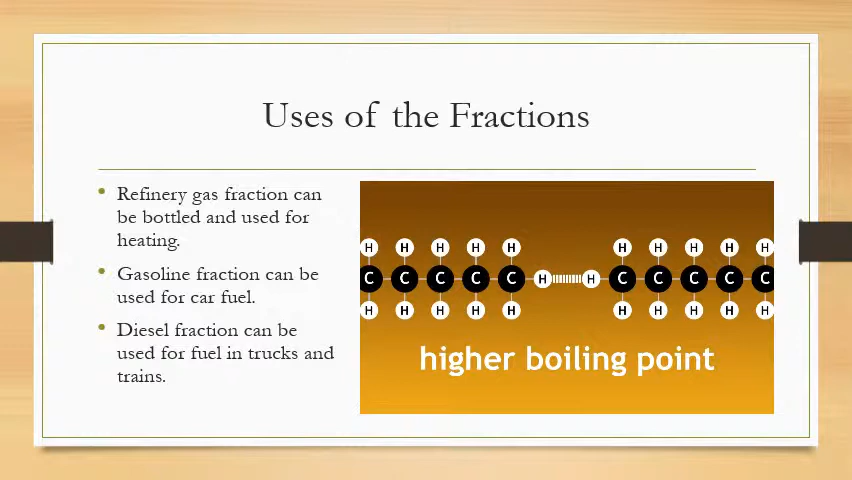 Uses of the Fractions
• Refinery gas fraction can
be bottled and used for
heating.
• Gasoline fraction can be
used for car fuel.
• Diesel fraction can be
used for fuel in trucks and
trains.
H H H H H H H H H H
C C C C C H H C C C C C
H H H H H H H H H H
higher boiling point